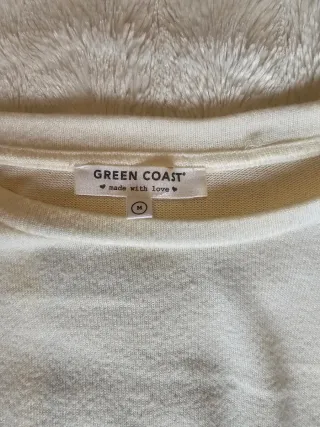 GREEN COAST®
♥ made with love ♥
M